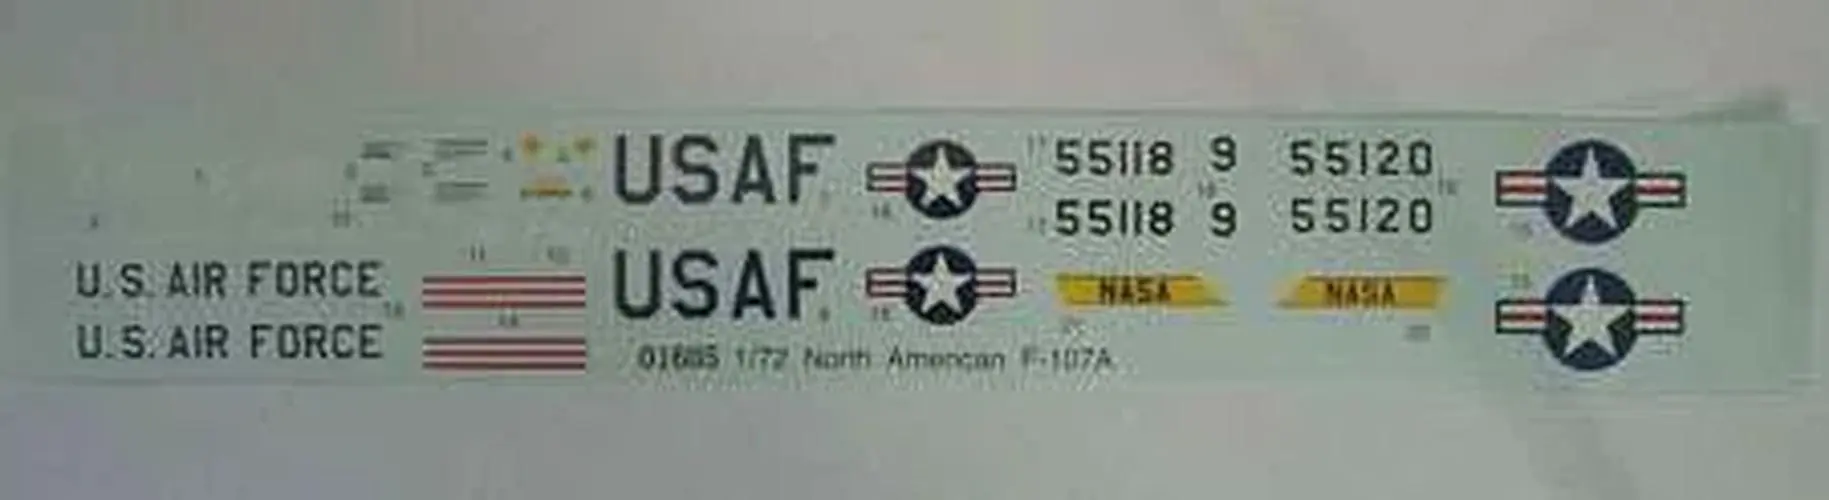 USAF
55118 9 55120
55118 9 55120
U.S. AIR FORCE
USAF
NASA NASA
U.S. AIR FORCE
01685 1/72 North American F-107A